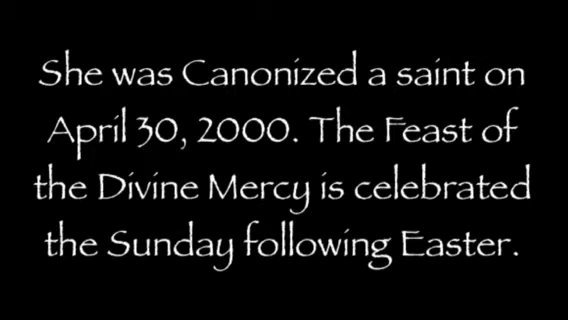 She was Canonized a saint on
April 30, 2000. The Feast of
the Divine Mercy is celebrated
the Sunday following Easter.